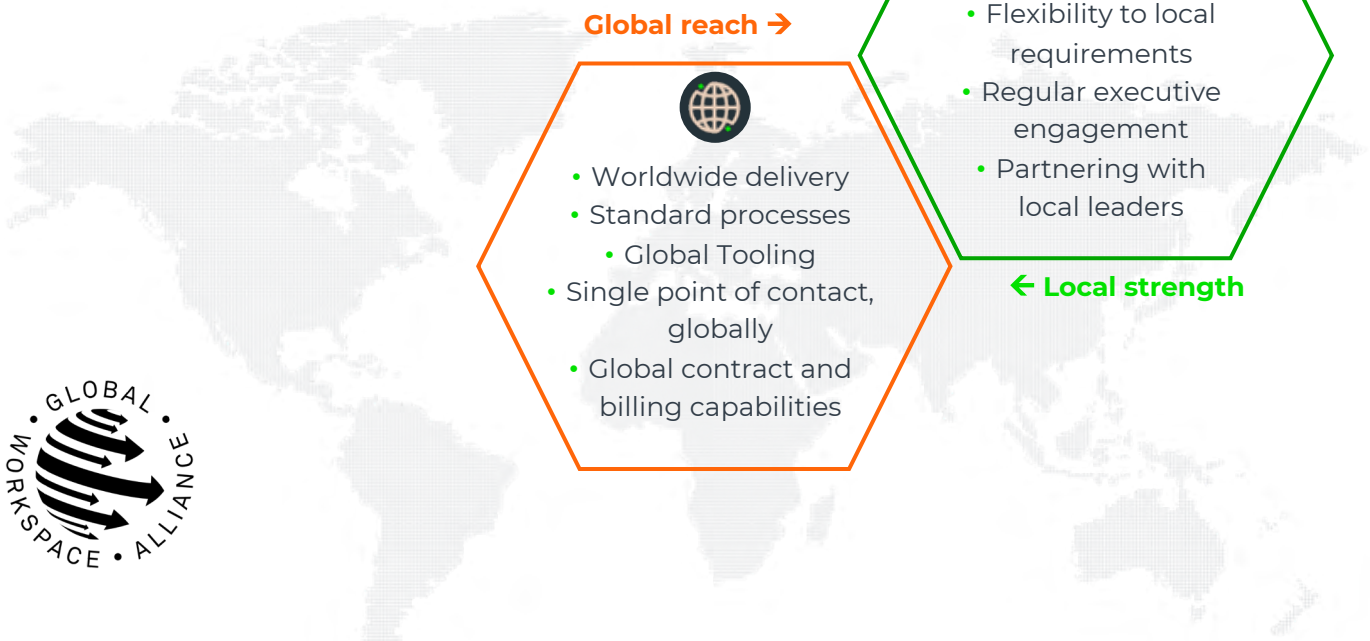 Global reach →
• Worldwide delivery
• Standard processes
• Global Tooling
• Single point of contact,
globally
• Global contract and
billing capabilities
• Flexibility to local
requirements
• Regular executive
engagement
• Partnering with
local leaders
← Local strength
• GLOBAL •
WORKSPACE • ALLIANCE